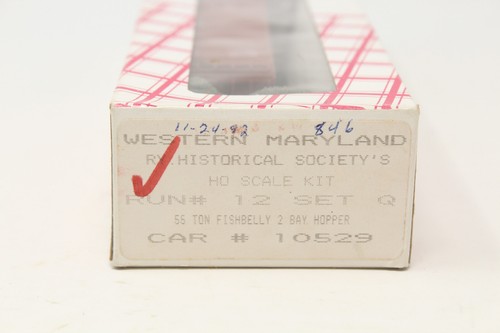 11-24-92 846
WESTERN MARYLAND
RY.HISTORICAL SOCIETY'S
HO SCALE KIT
RUN# 12 SET Q
55 TON FISHBELLY 2 BAY HOPPER
CAR # 10529